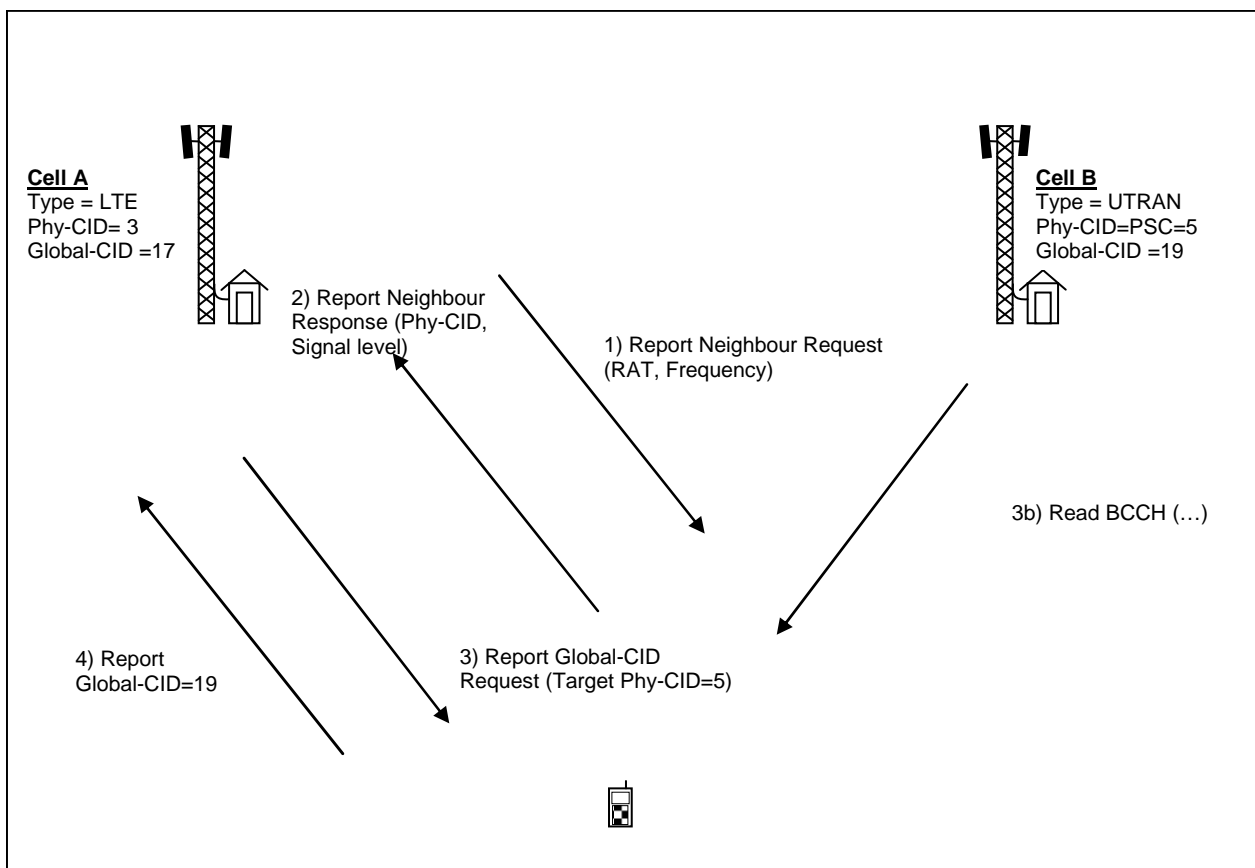 Cell A
Type = LTE
Phy-CID= 3
Global-CID =17
Cell B
Type = UTRAN
Phy-CID=PSC=5
Global-CID =19
2) Report Neighbour
Response (Phy-CID,
Signal level)
1) Report Neighbour Request
(RAT, Frequency)
3b) Read BCCH (…)
4) Report
Global-CID=19
3) Report Global-CID
Request (Target Phy-CID=5)